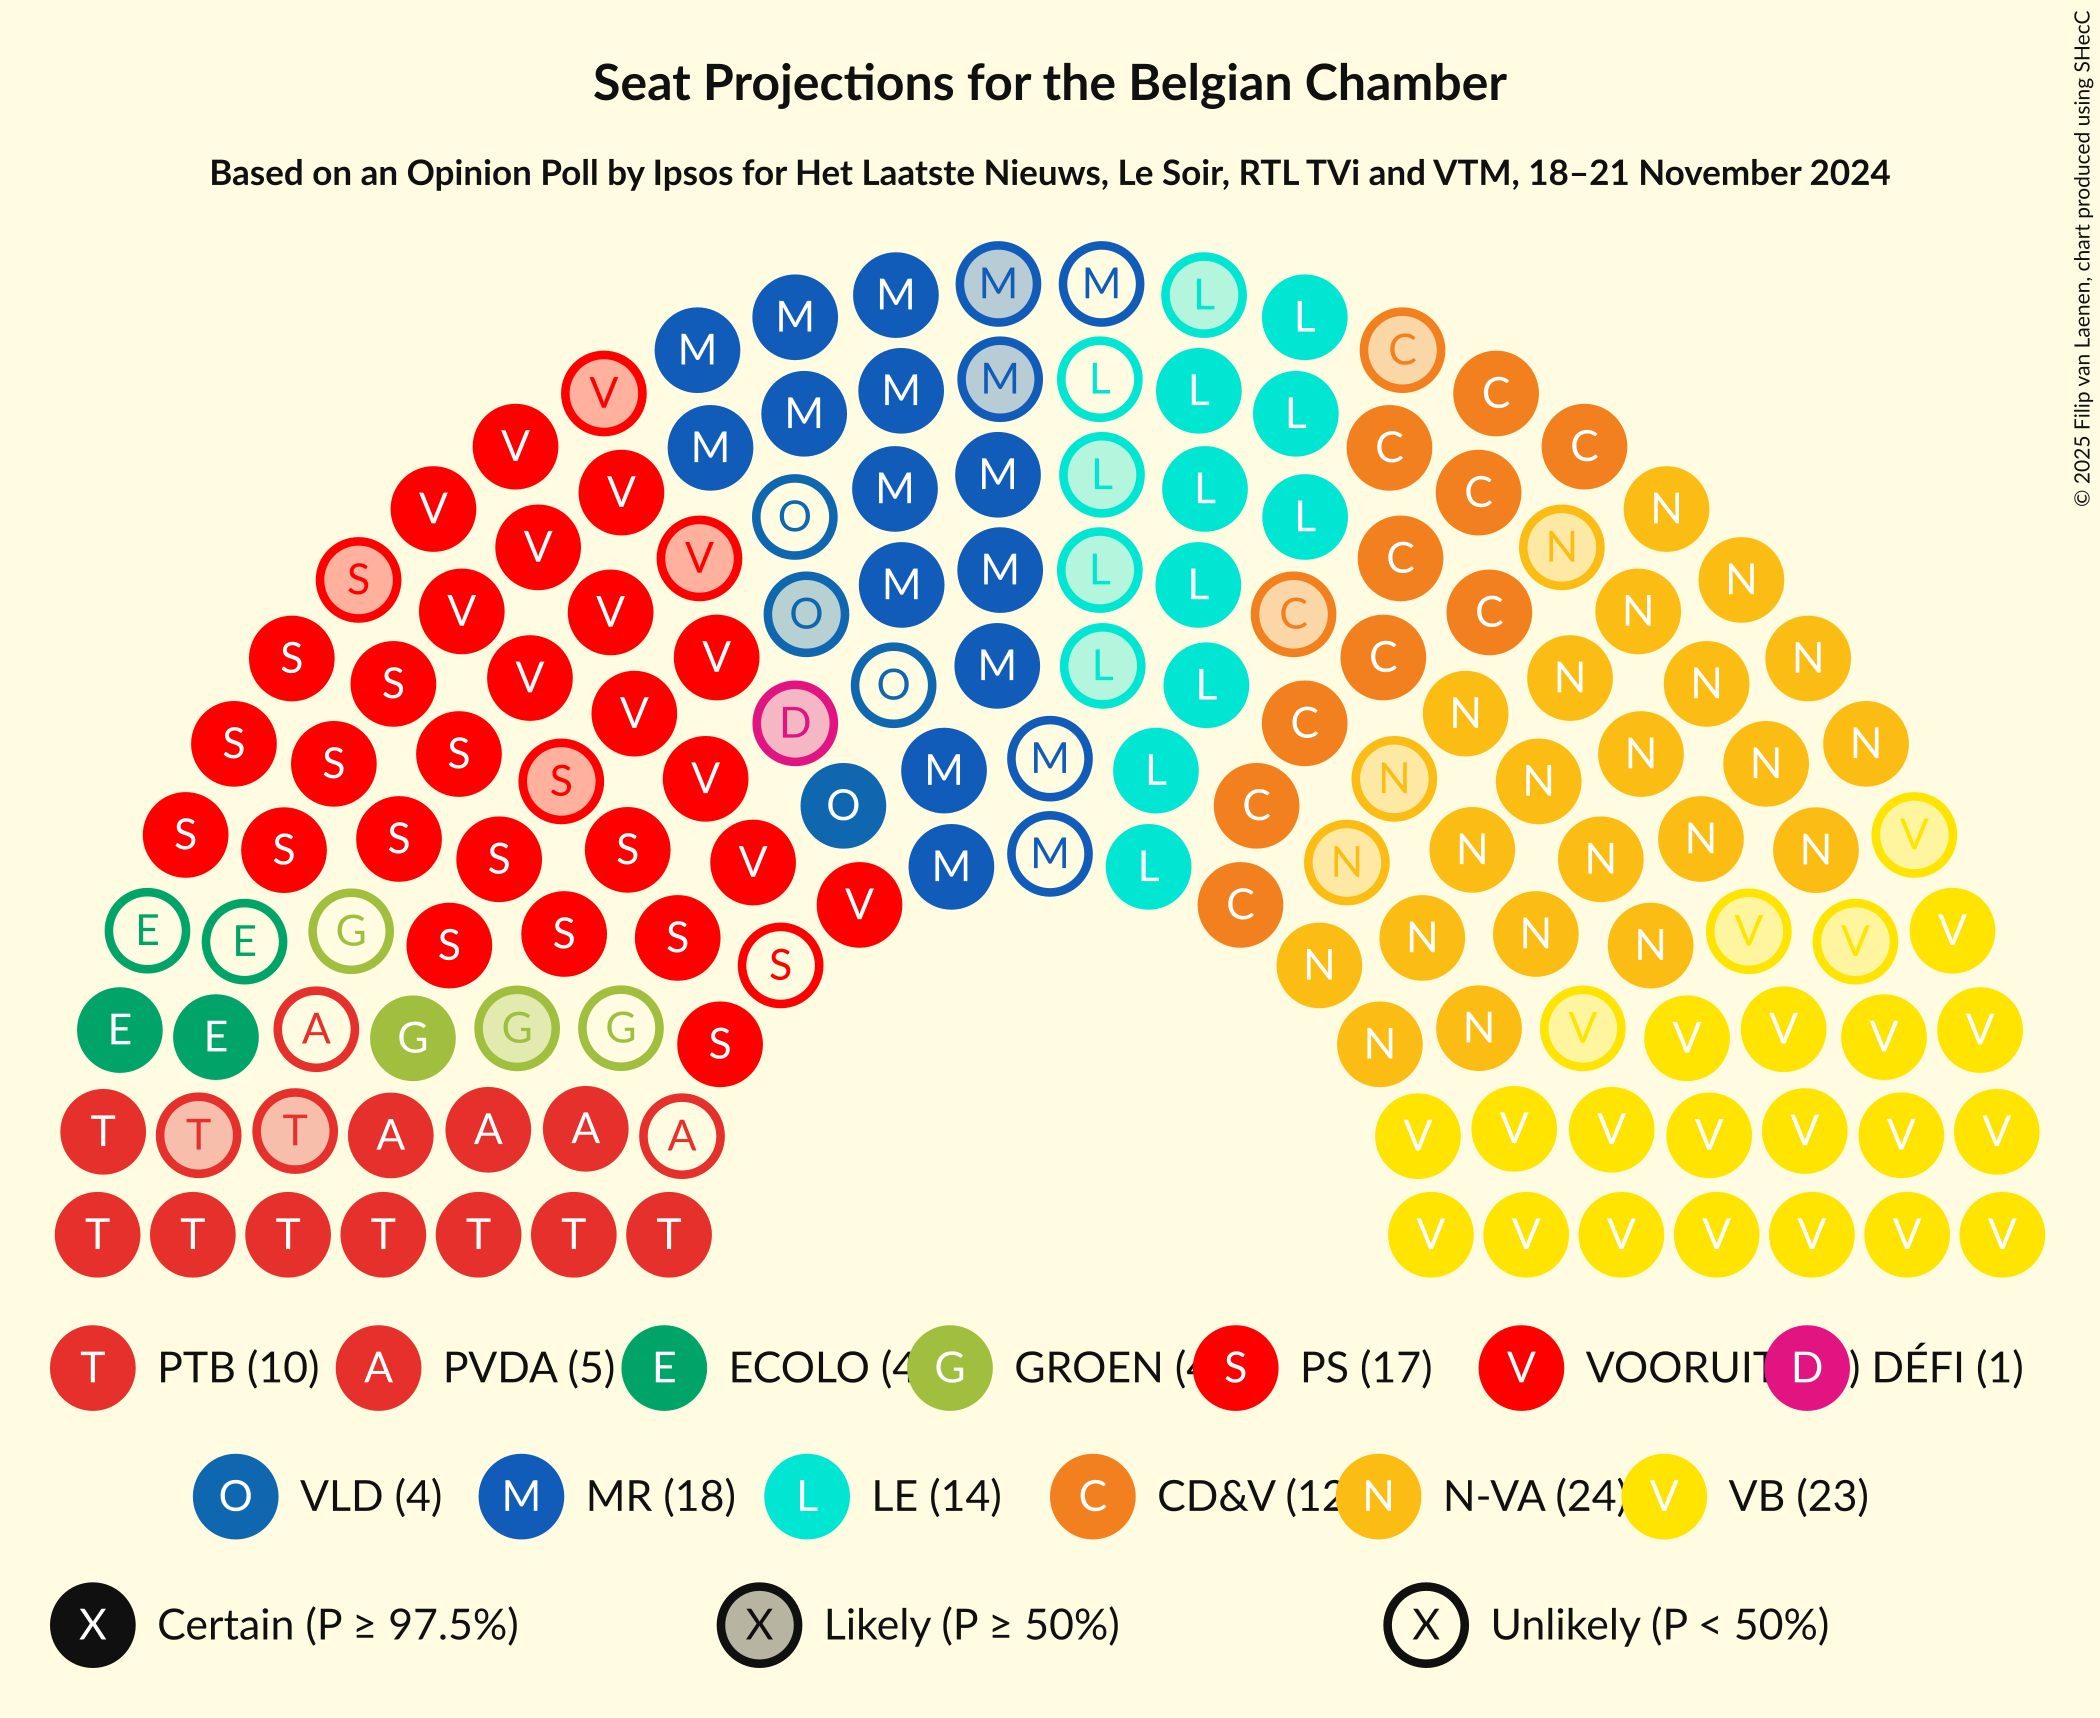 Seat Projections for the Belgian Chamber
Based on an Opinion Poll by Ipsos for Het Laatste Nieuws, Le Soir, RTL TVi and VTM, 18–21 November 2024
© 2025 Filip van Laenen, chart produced using SHecC
M M M M L L
M M C
V M M M L L L C
V M M C C
V O M M L L L C N
V V O M M L L C C N N
S V V V O M M L L C C N N N
S S V V D M L C N N N N
S S S S V O M M L C N N N N N
S S S S S V M M L C N N N N N V
E E G S S S S V N N N N V V V
E E A G G G S N N V V V V V
T T T A A A A V V V V V V V
T T T T T T T V V V V V V V
T PTB (10) A PVDA (5) E ECOLO (4 G GROEN (4 S PS (17) V VOORUIT D ) DÉFI (1)
O VLD (4) M MR (18) L LE (14) C CD&V (12 N N-VA (24) V VB (23)
X Certain (P ≥ 97.5%) X Likely (P ≥ 50%) X Unlikely (P < 50%)